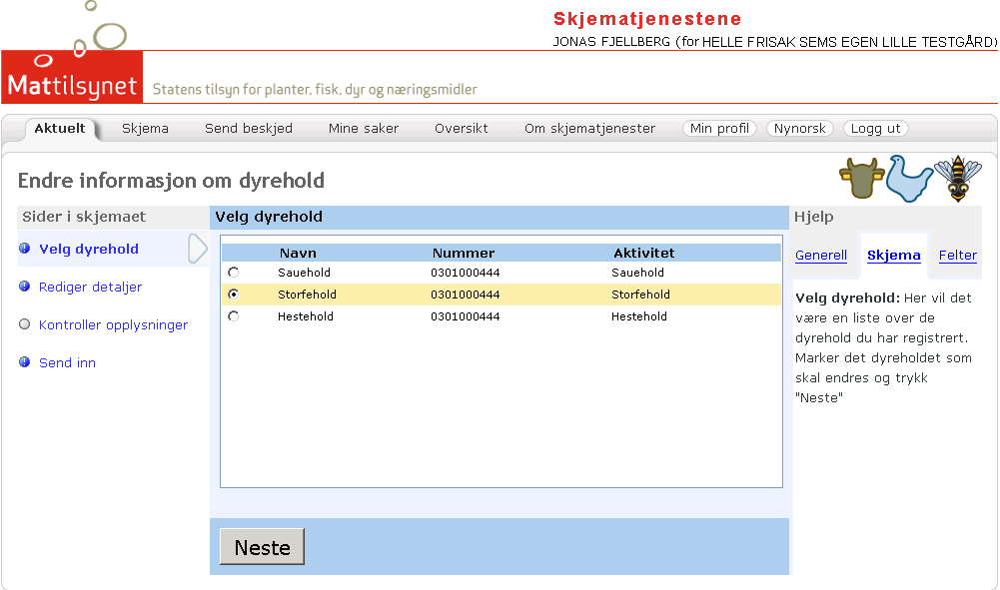 Skjematjenestene
JONAS FJELLBERG (for HELLE FRISAK SEMS EGEN LILLE TESTGÅRD)
Mattilsynet
Statens tilsyn for planter, fisk, dyr og næringsmidler
Aktuelt Skjema Send beskjed Mine saker Oversikt Om skjematjenester Min profil Nynorsk Logg ut
Endre informasjon om dyrehold
Sider i skjemaet
Velg dyrehold
Rediger detaljer
Kontroller opplysninger
Send inn
Velg dyrehold
Navn Nummer Aktivitet
Sauehold 0301000444 Sauehold
Storfehold 0301000444 Storfehold
Hestehold 0301000444 Hestehold
Neste
Hjelp
Generell Skjema Felter
Velg dyrehold: Her vil det
være en liste over de
dyrehold du har registrert.
Marker det dyreholdet som
skal endres og trykk
"Neste"